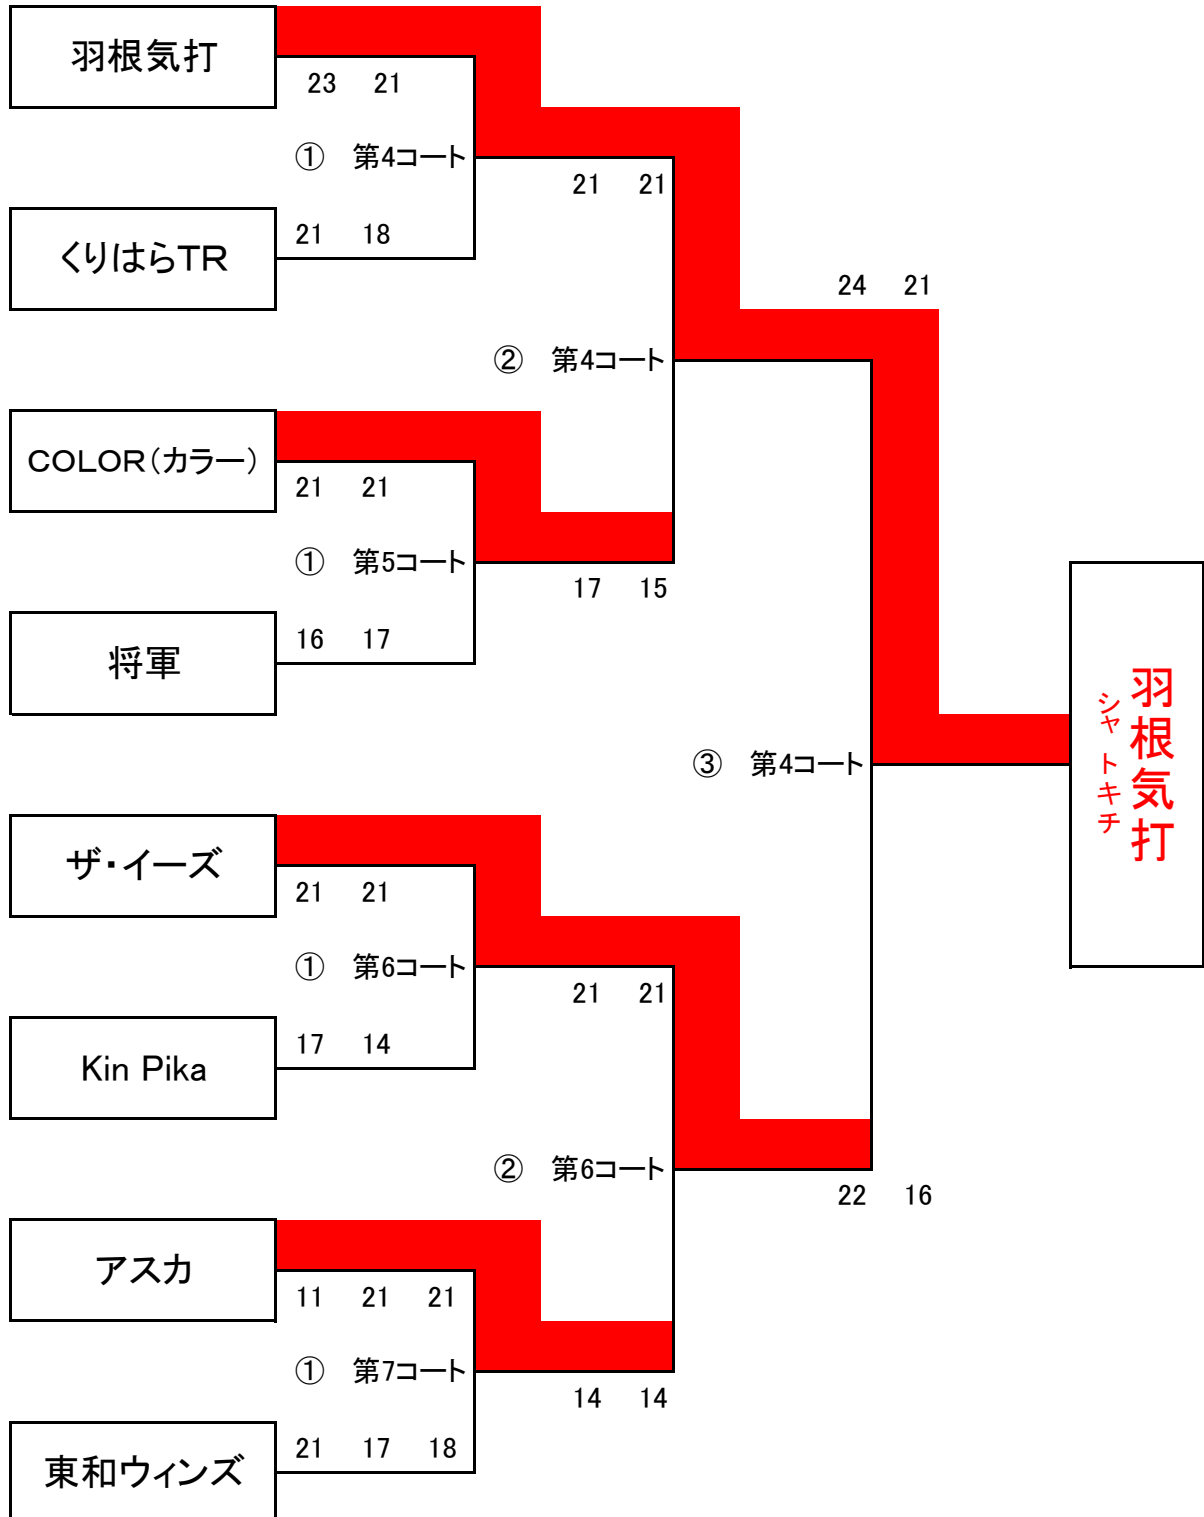 羽根気打
23 21
① 第4コート
21 21
21 18
くりはらTR
24 21
② 第4コート
COLOR(カラー)
21 21
① 第5コート
17 15
16 17
将軍
羽根気打
シャトキチ
③ 第4コート
ザ・イーズ
21 21
① 第6コート
21 21
17 14
Kin Pika
② 第6コート
22 16
アスカ
11 21 21
① 第7コート
14 14
21 17 18
東和ウィンズ